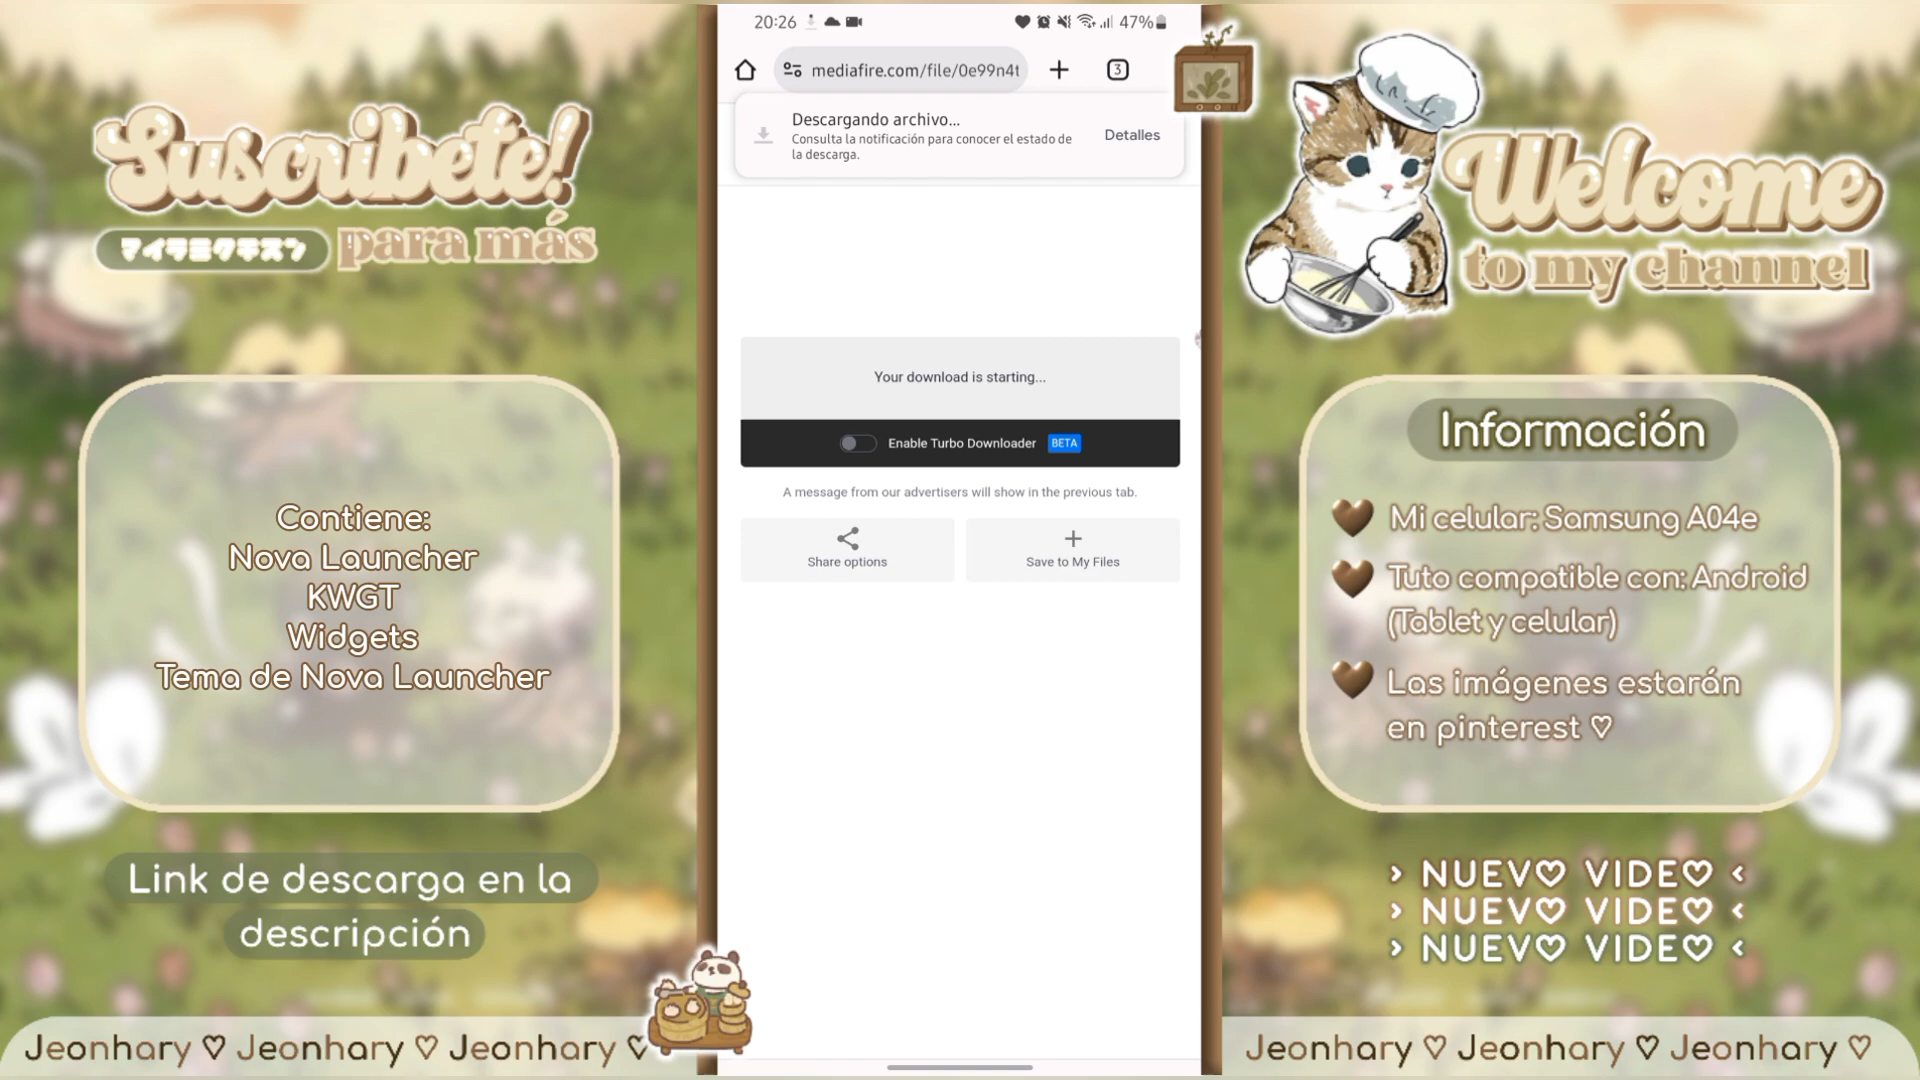 Suscribete!
マイラミクチスン para más
Contiene:
Nova Launcher
KWGT
Widgets
Tema de Nova Launcher
Link de descarga en la
descripción
Jeonhary ♡ Jeonhary ♡ Jeonhary ♡
20:26 47%
mediafire.com/file/0e99n4t 3
Descargando archivo...
Consulta la notificación para conocer el estado de
la descarga.
Detalles
Your download is starting...
Enable Turbo Downloader BETA
A message from our advertisers will show in the previous tab.
Share options
Save to My Files
Welcome
to my channel
Información
Mi celular: Samsung A04e
Tuto compatible con: Android
(Tablet y celular)
Las imágenes estarán
en pinterest ♡
› NUEV♡ VIDE♡ ‹
› NUEV♡ VIDE♡ ‹
› NUEV♡ VIDE♡ ‹
Jeonhary ♡ Jeonhary ♡ Jeonhary ♡